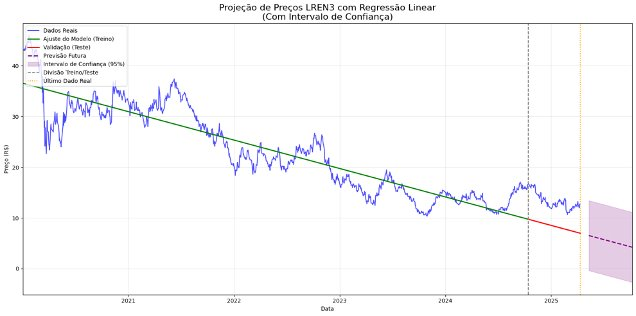 Projeção de Preços LREN3 com Regressão Linear
(Com Intervalo de Confiança)
Dados Reais
Ajuste do Modelo (Treino)
Validação (Teste)
Previsão Futura
Intervalo de Confiança (95%)
Divisão Treino/Teste
Último Dado Real
Preço (R$)
40
30
20
10
0
2021
2022
2023
2024
2025
Data